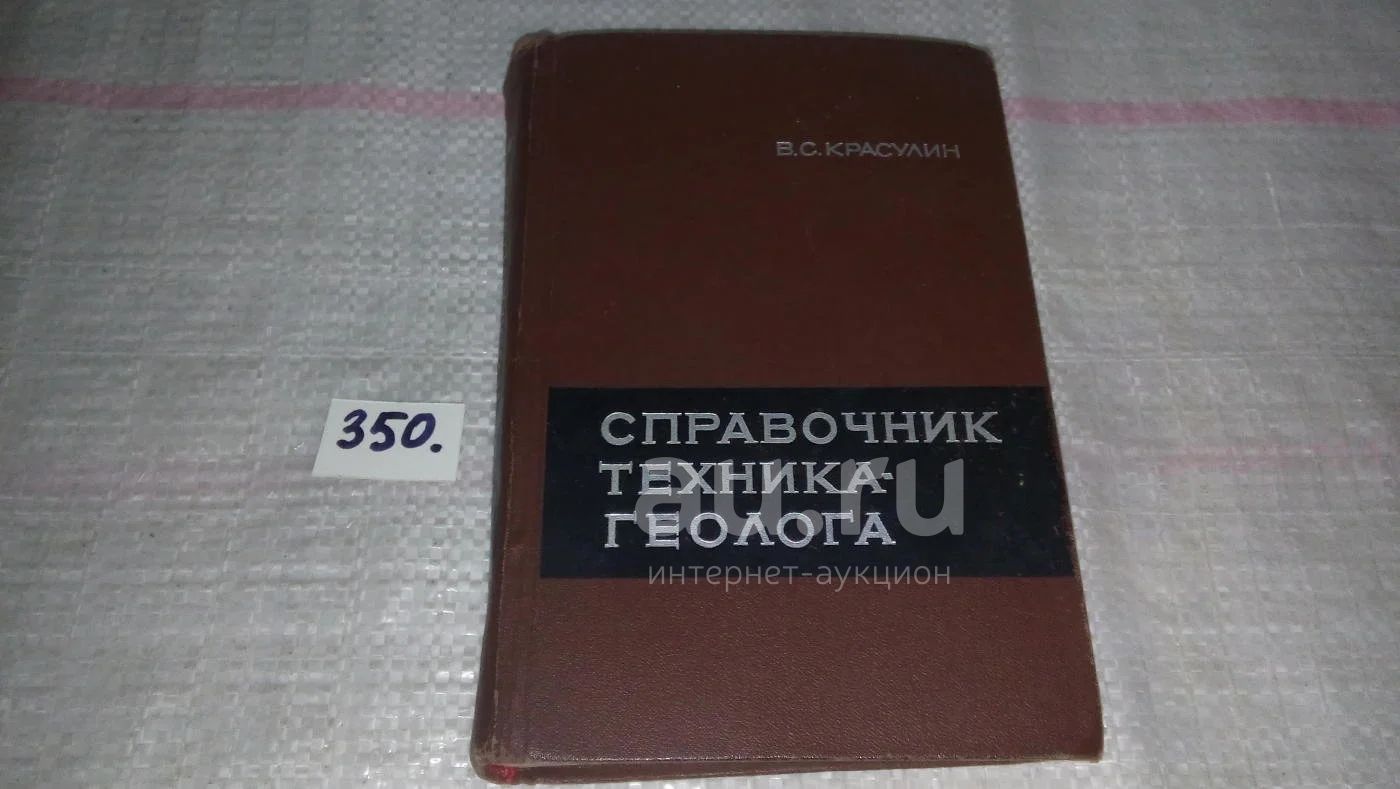 В.С.КРАСУЛИН
350.
СПРАВОЧНИК
ТЕХНИКА-
ГЕОЛОГА
au.ru
интернет-аукцион